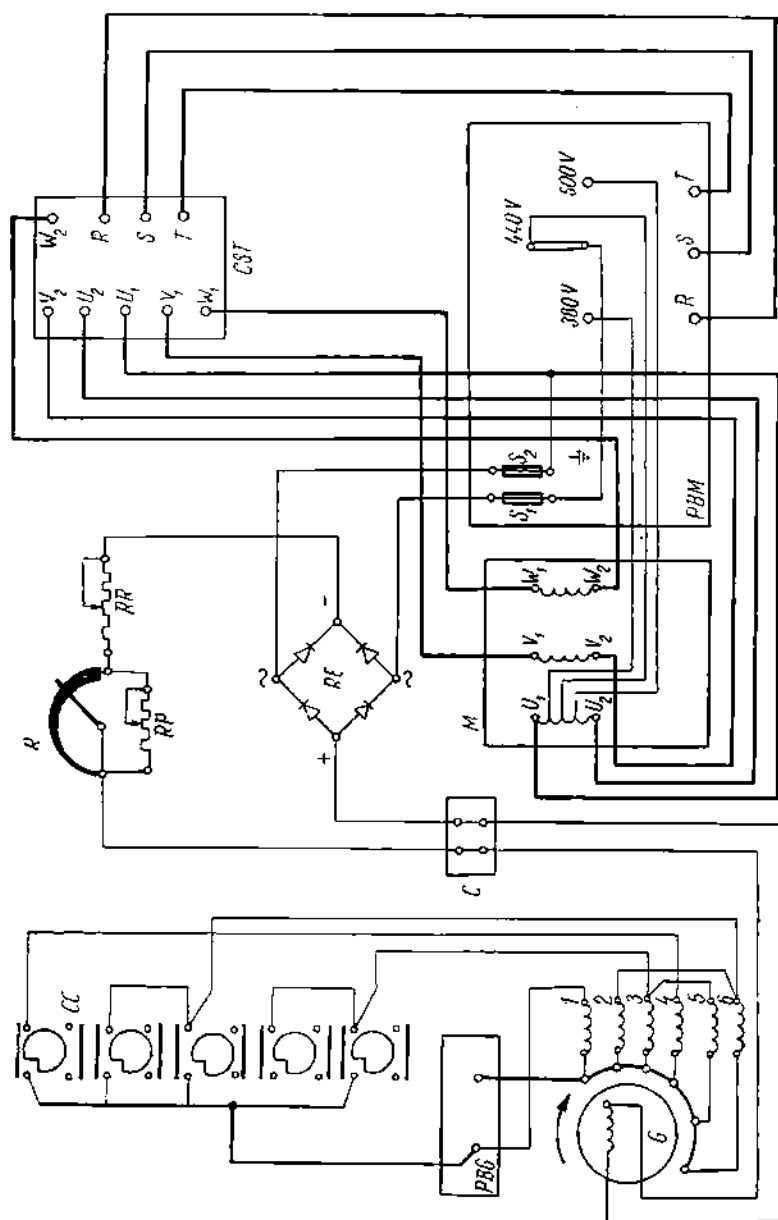 W₂
R
S
T
CST
V₂
U₂
U₁
V₁
W₁
500V
440V
380V
T
S
R
PBM
S₂
S₁
RR
R
RP
RE
~
~
-
+
W₁
W₂
V₁
V₂
U₁
U₂
M
C
CC
PBG
1
2
3
4
5
6
G